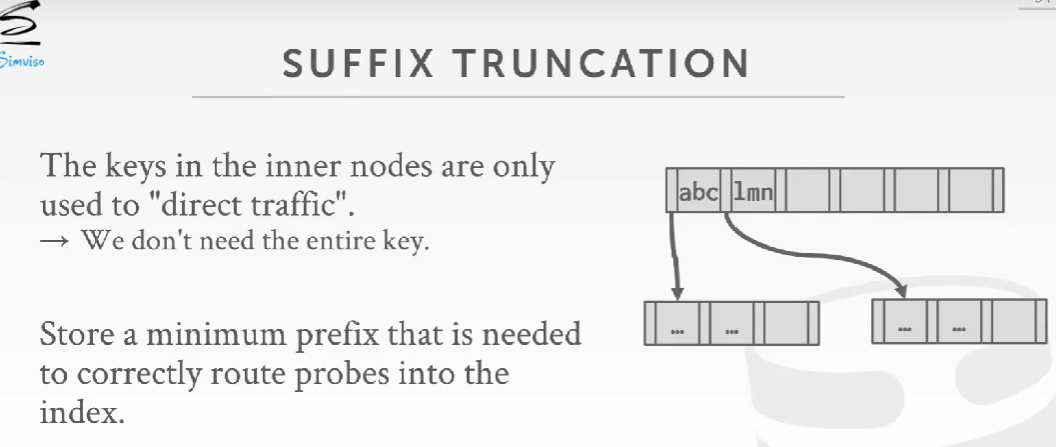 Simviso
SUFFIX TRUNCATION
The keys in the inner nodes are only
used to "direct traffic".
→ We don't need the entire key.
Store a minimum prefix that is needed
to correctly route probes into the
index.
abc lmn
... ... ... ...